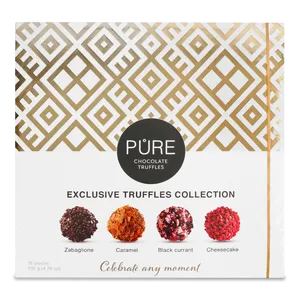 PURE
CHOCOLATE
TRUFFLES
EXCLUSIVE TRUFFLES COLLECTION
Zabaglione Caramel Black currant Cheesecake
Celebrate any moment